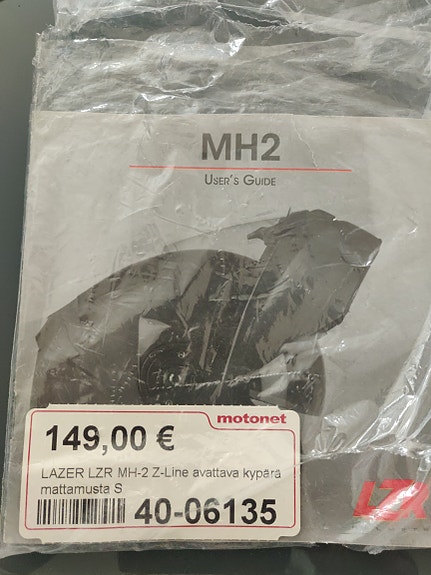 MH2
USER'S GUIDE
motonet
149,00 €
LAZER LZR MH-2 Z-Line avattava kypärä
mattamusta S
40-06135
LZR